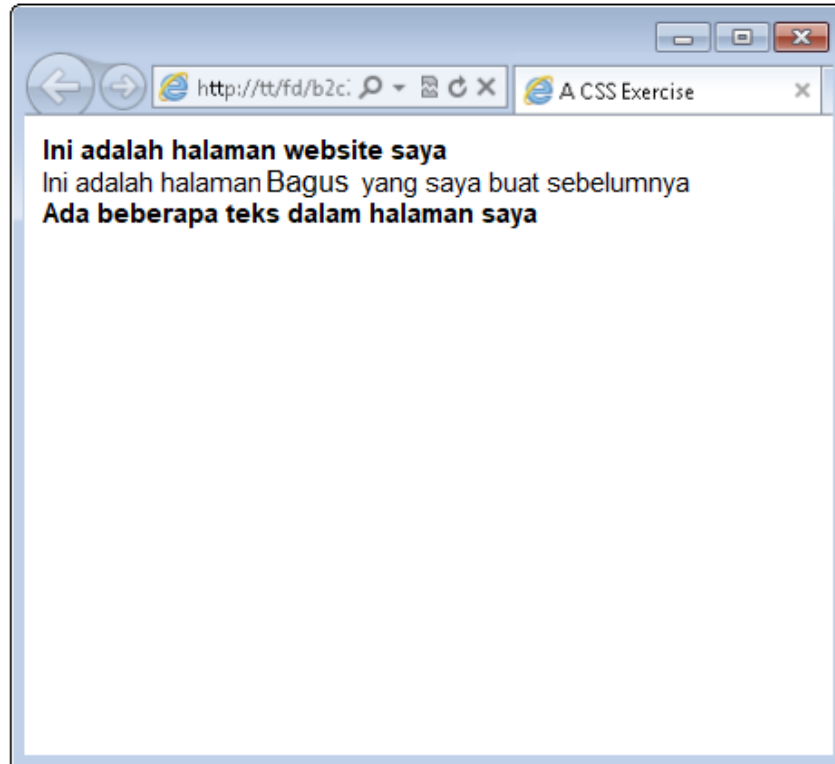 http://tt/fd/b2c
A CSS Exercise
Ini adalah halaman website saya
Ini adalah halaman Bagus yang saya buat sebelumnya
Ada beberapa teks dalam halaman saya